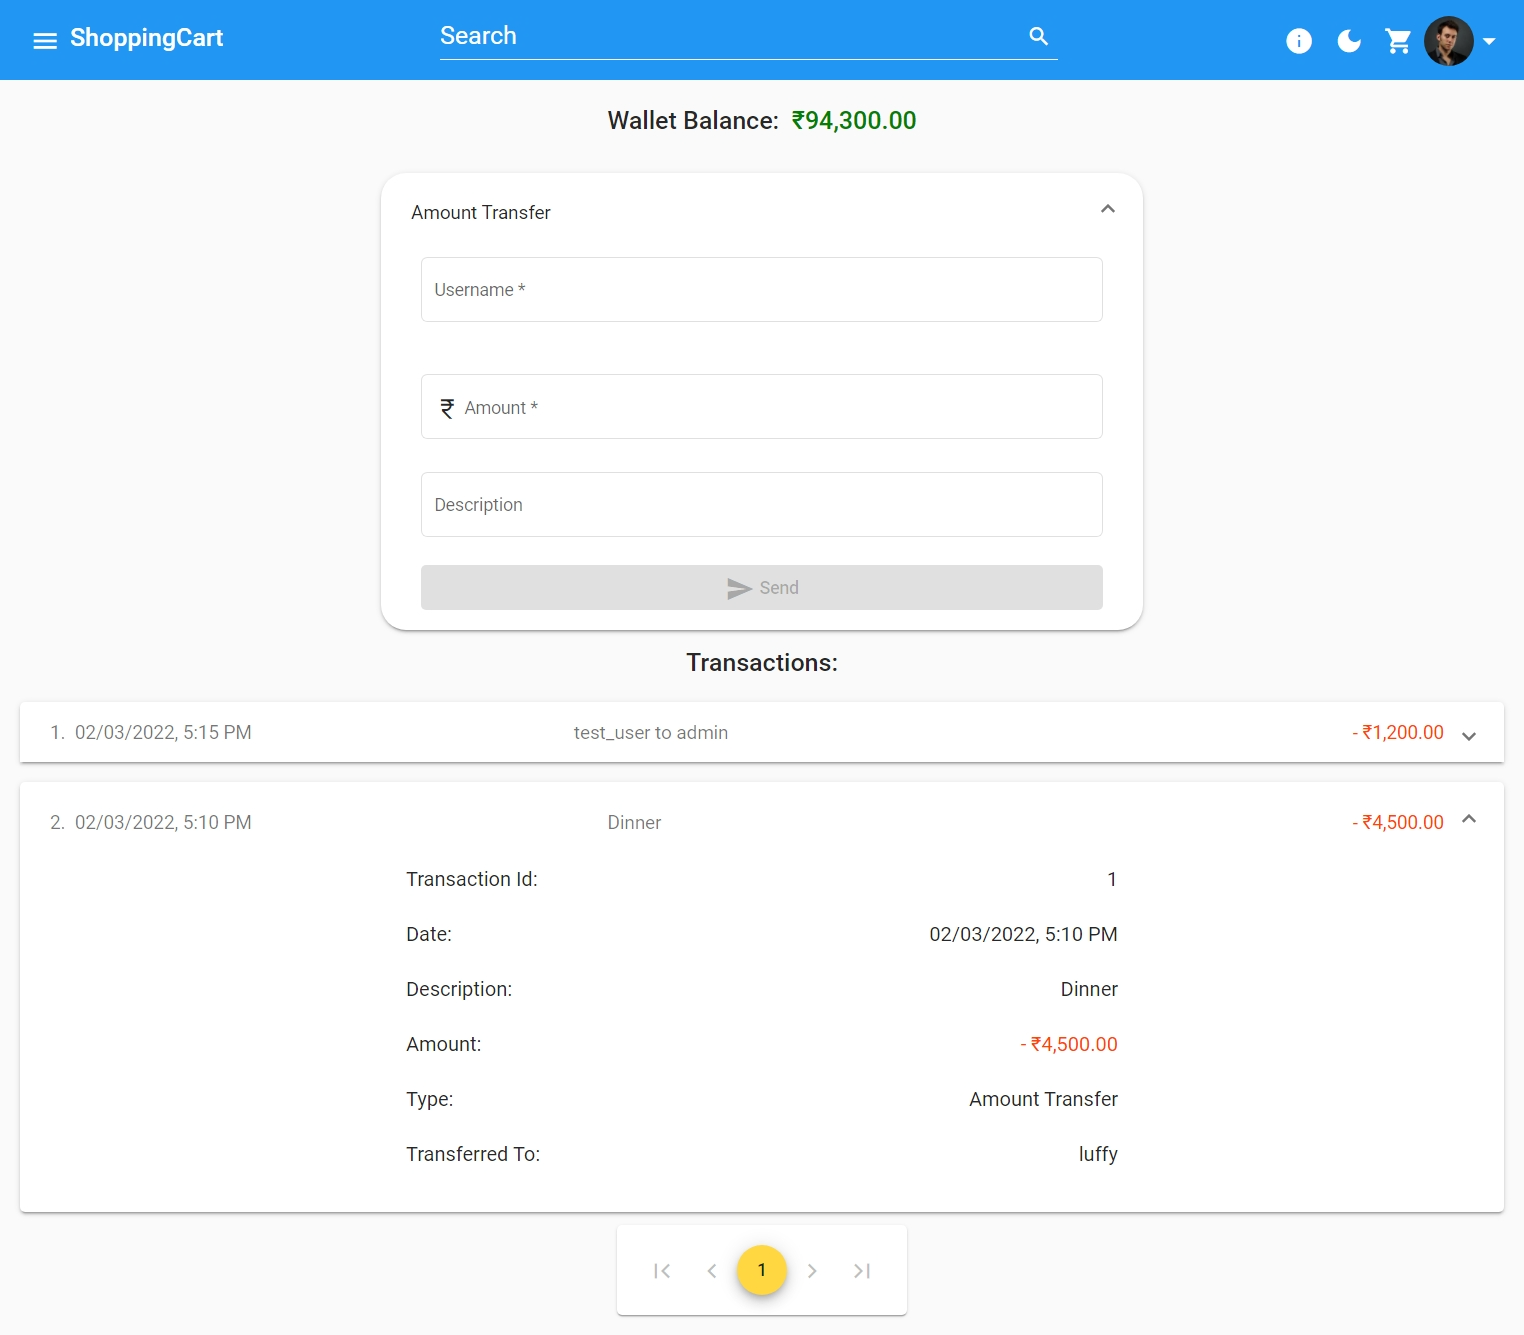 ShoppingCart
Search
Wallet Balance: ₹94,300.00
Amount Transfer
Username *
₹ Amount *
Description
Send
Transactions:
1. 02/03/2022, 5:15 PM test_user to admin - ₹1,200.00
2. 02/03/2022, 5:10 PM Dinner - ₹4,500.00
Transaction Id: 1
Date: 02/03/2022, 5:10 PM
Description: Dinner
Amount: - ₹4,500.00
Type: Amount Transfer
Transferred To: luffy
1